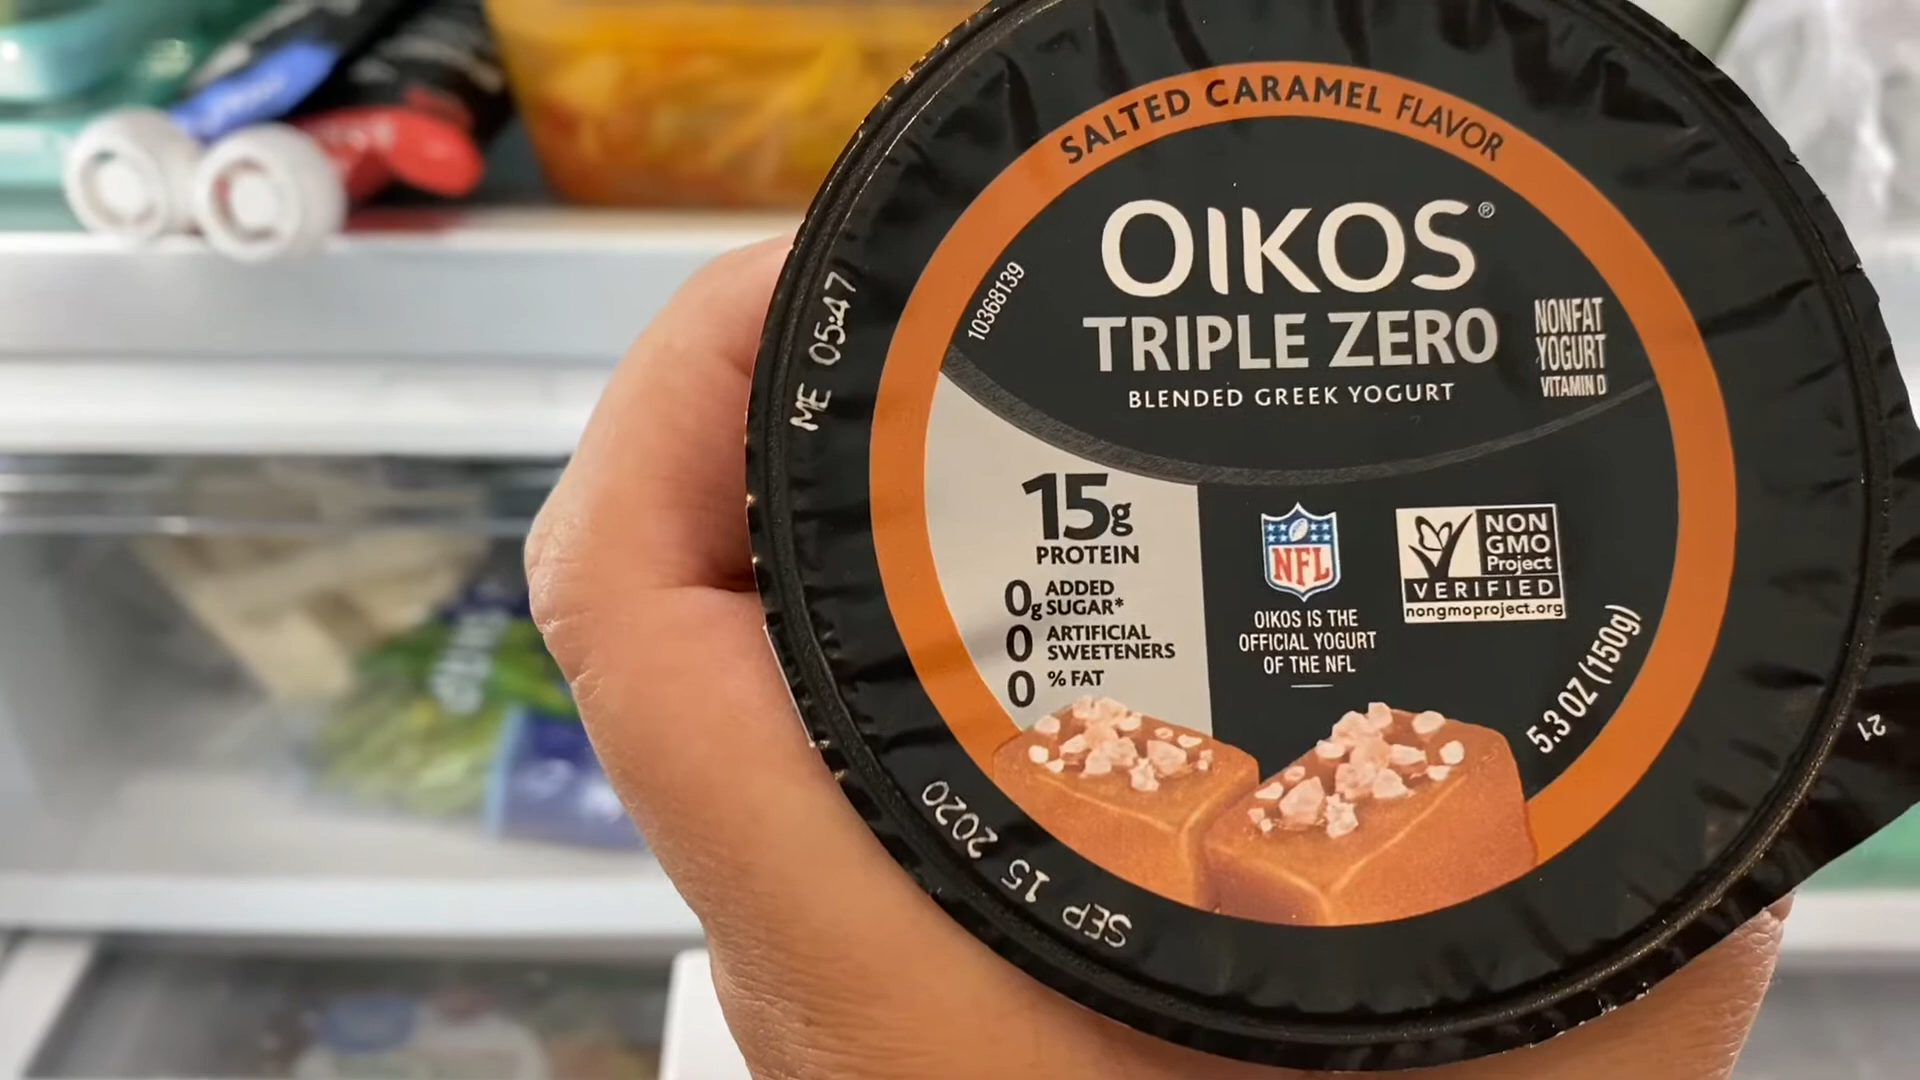 SALTED CARAMEL FLAVOR
OIKOS®
TRIPLE ZERO
BLENDED GREEK YOGURT
NONFAT
YOGURT
VITAMIN D
10368139
ME 05:47
15g
PROTEIN
0g ADDED
SUGAR*
0 ARTIFICIAL
SWEETENERS
0 % FAT
NFL
OIKOS IS THE
OFFICIAL YOGURT
OF THE NFL
NON
GMO
Project
VERIFIED
nongmoproject.org
5.3 OZ (150g)
SEP 15 2020
21